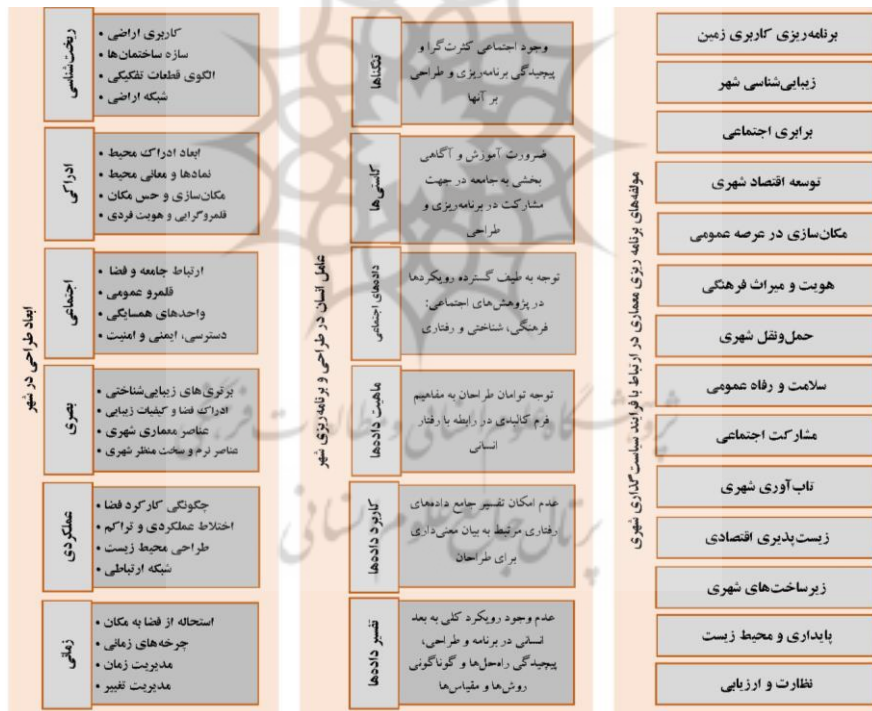 مولفه‌های برنامه ریزی معماری در ارتباط با فرایند سیاست‌گذاری شهری
برنامه‌ریزی کاربری زمین
زیبایی‌شناسی شهر
برابری اجتماعی
توسعه اقتصاد شهری
مکان‌سازی در عرصه عمومی
هویت و میراث فرهنگی
حمل‌ونقل شهری
سلامت و رفاه عمومی
مشارکت اجتماعی
تاب‌آوری شهری
زیست‌پذیری اقتصادی
زیرساخت‌های شهری
پایداری و محیط زیست
نظارت و ارزیابی
عامل انسان در طراحی و برنامه‌ریزی شهر
تنگناها
وجود اجتماعی کثرت‌گرا و
پیچیدگی برنامه‌ریزی و طراحی
بر آنها
کاستی‌ها
ضرورت آموزش و آگاهی
بخشی به جامعه در جهت
مشارکت در برنامه‌ریزی و
طراحی
داده‌های اجتماعی
توجه به طیف گسترده رویکردها
در پژوهش‌های اجتماعی:
فرهنگی، شناختی و رفتاری
ماهیت داده‌ها
توجه توامان طراحان به مفاهیم
فرم کالبدی در رابطه با رفتار
انسانی
کاربرد داده‌ها
عدم امکان تفسیر جامع داده‌های
رفتاری مرتبط به بیان معنی‌داری
برای طراحان
تفسیر داده‌ها
عدم وجود رویکرد کلی به بعد
انسانی در برنامه و طراحی،
پیچیدگی راه‌حل‌ها و گوناگونی
روش‌ها و مقیاس‌ها
ابعاد طراحی در شهر
ریخت‌شناسی
• کاربری اراضی
• سازه ساختمان‌ها
• الگوی قطعات تفکیکی
• شبکه اراضی
ادراکی
• ابعاد ادراک محیط
• نمادها و معانی محیط
• مکان‌سازی و حس مکان
• قلمروگرایی و هویت فردی
اجتماعی
• ارتباط جامعه و فضا
• قلمرو عمومی
• واحدهای همسایگی
• دسترسی، ایمنی و امنیت
بصری
• برتری‌های زیبایی‌شناختی
• ادراک فضا و کیفیات زیبایی
• عناصر معماری شهری
• عناصر نرم و سخت منظر شهری
عملکردی
• چگونگی کارکرد فضا
• اختلاط عملکردی و تراکم
• طراحی محیط زیست
• شبکه ارتباطی
زمانی
• استحاله از فضا به مکان
• چرخه‌های زمانی
• مدیریت زمان
• مدیریت تغییر
پژوهشگاه علوم انسانی و مطالعات فرهنگی
پرتال جامع علوم انسانی